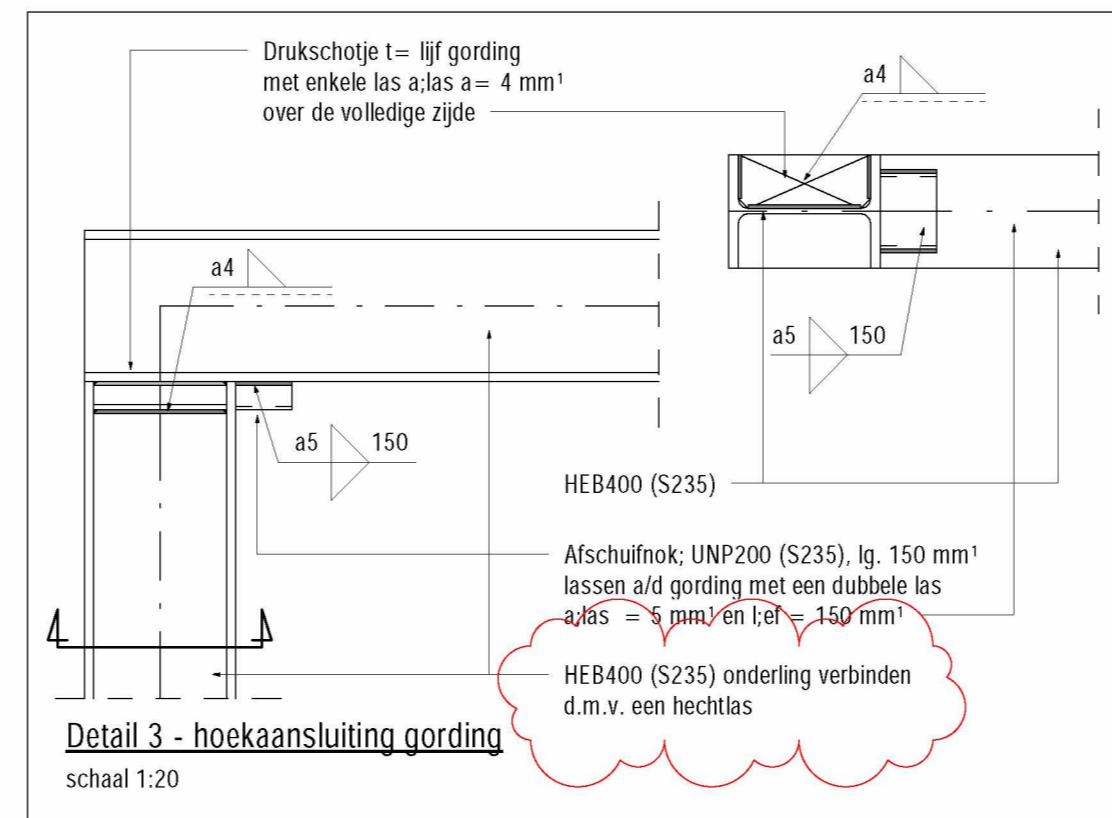 Drukschotje t= lijf gording
met enkele las a;las a= 4 mm¹
over de volledige zijde
a4
a4
a5 150
a5 150
HEB400 (S235)
Afschuifnok; UNP200 (S235), lg. 150 mm¹
lassen a/d gording met een dubbele las
a;las = 5 mm¹ en l;ef = 150 mm¹
HEB400 (S235) onderling verbinden
d.m.v. een hechtlas
Detail 3 - hoekaansluiting gording
schaal 1:20